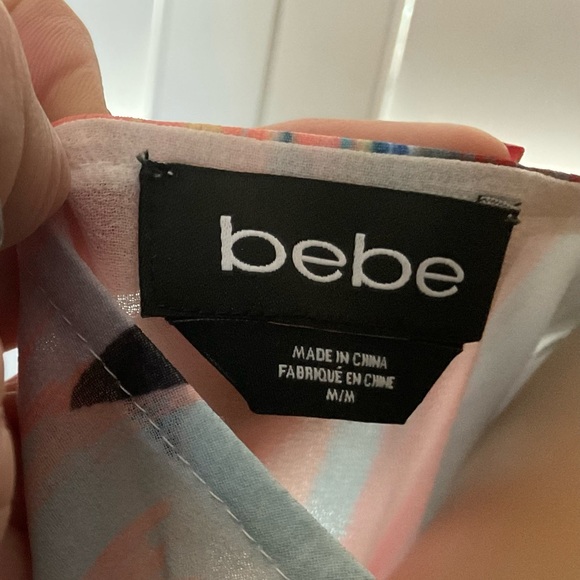 bebe
MADE IN CHINA
FABRIQUÉ EN CHINE
M/M